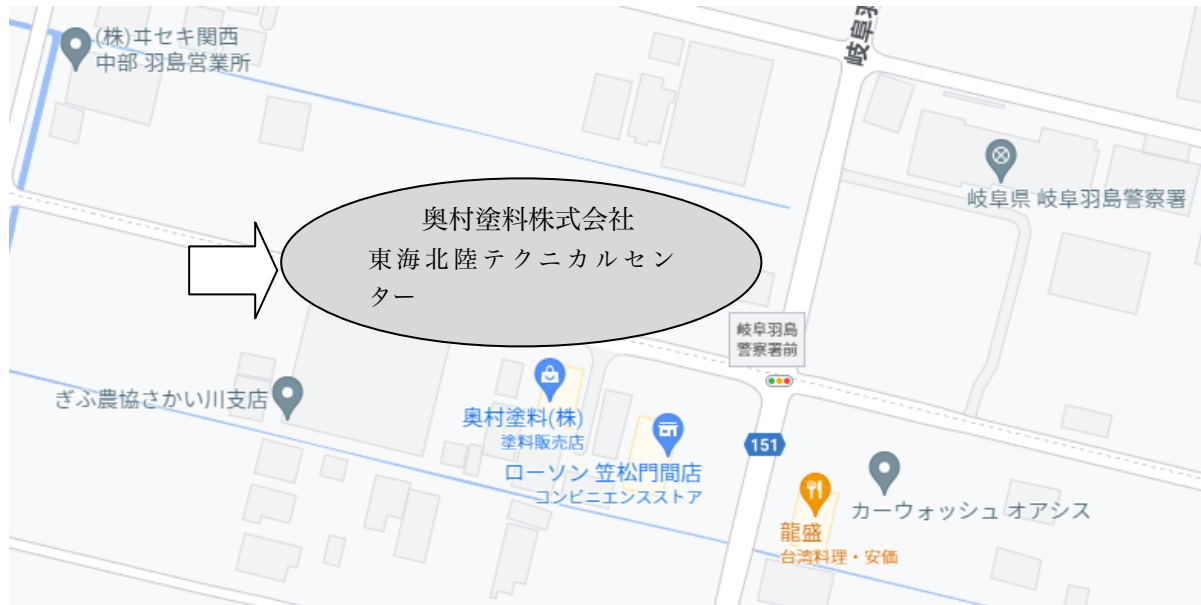 (株)ヰセキ関西
中部 羽島営業所
岐阜羽
岐阜県 岐阜羽島警察署
奥村塗料株式会社
東海北陸テクニカルセン
ター
岐阜羽島
警察署前
ぎふ農協さかい川支店
奥村塗料(株)
塗料販売店
ローソン 笠松門間店
コンビニエンスストア
151
カーウォッシュ オアシス
龍盛
台湾料理・安価